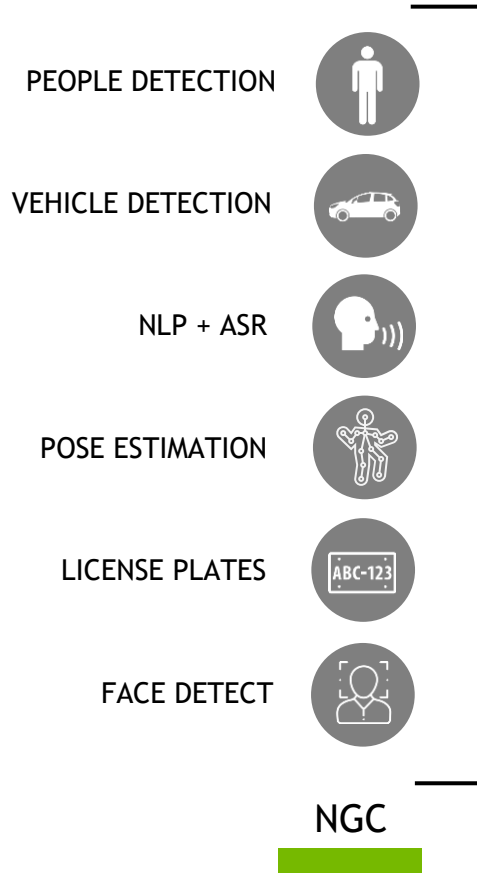 PEOPLE DETECTION
VEHICLE DETECTION
NLP + ASR
POSE ESTIMATION
LICENSE PLATES
ABC-123
FACE DETECT
NGC